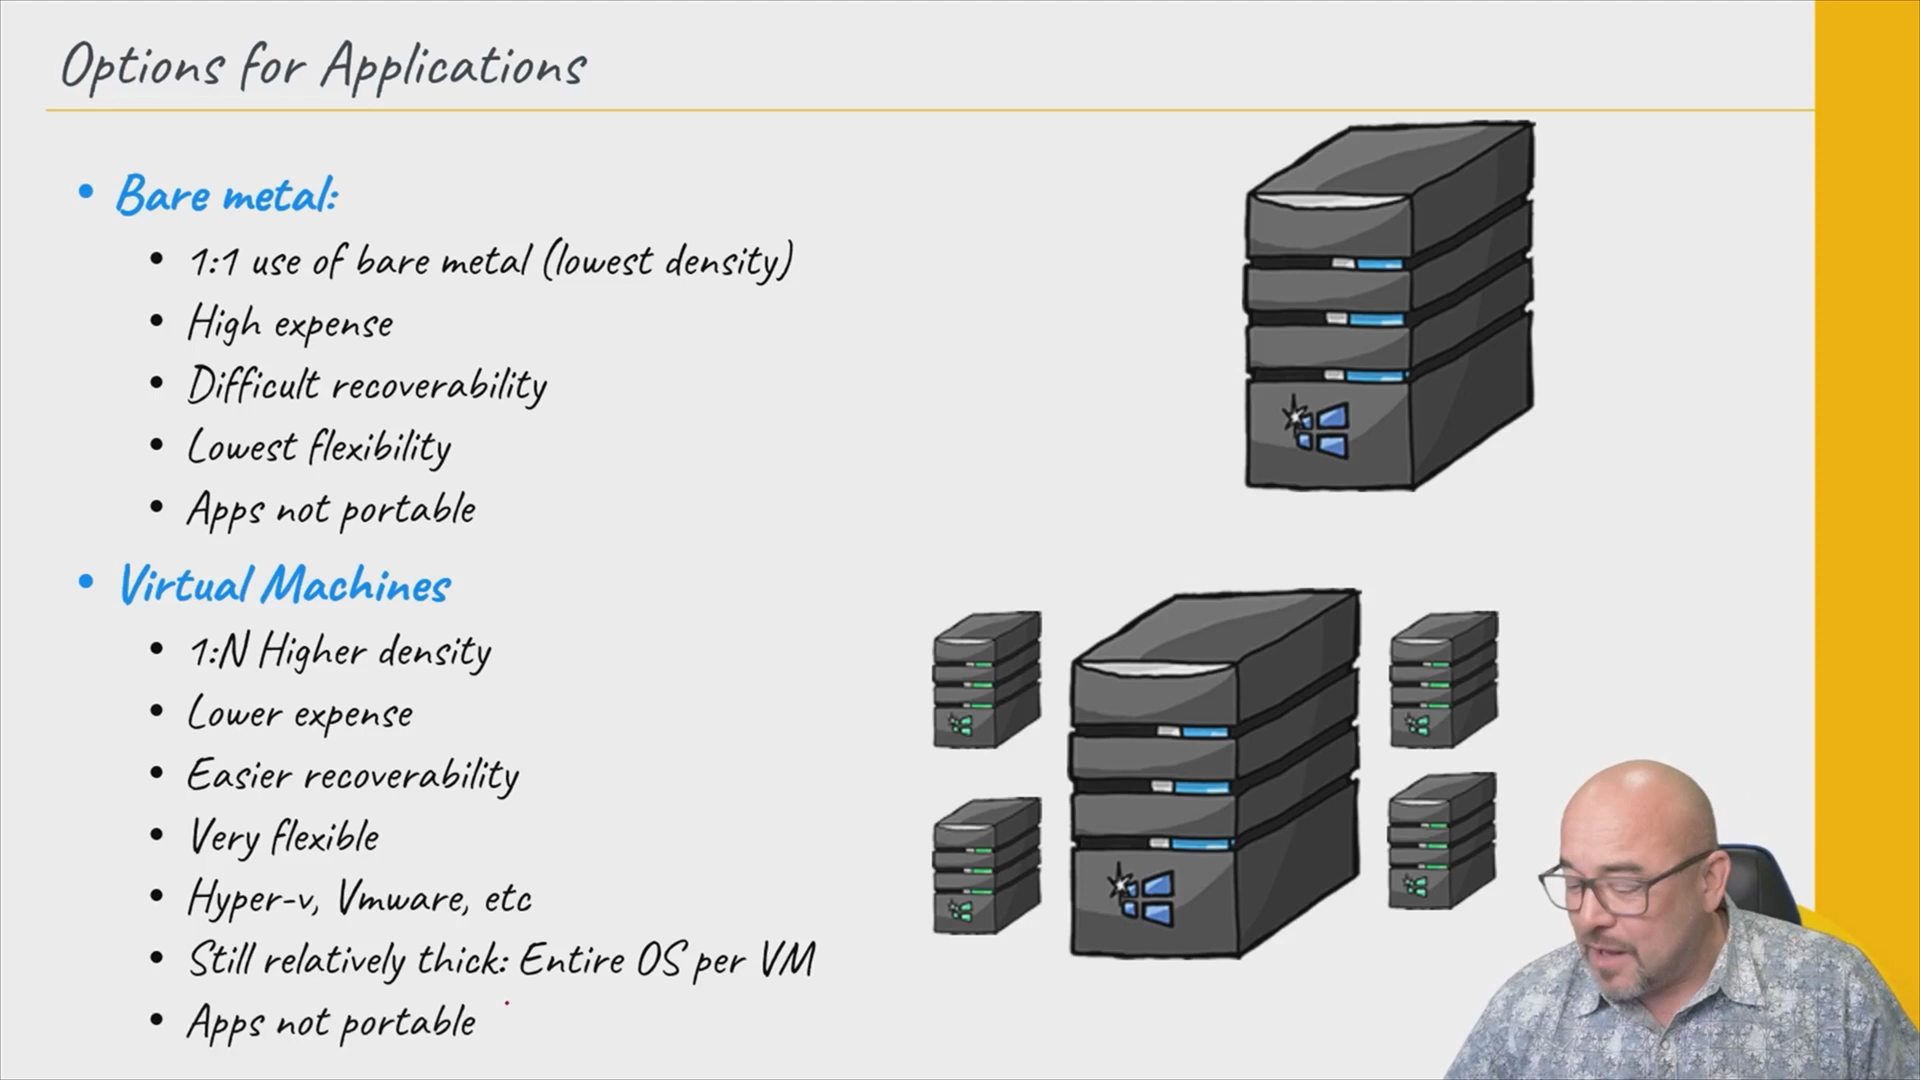 Options for Applications
Bare metal:
1:1 use of bare metal (lowest density)
High expense
Difficult recoverability
Lowest flexibility
Apps not portable
Virtual Machines
1:N Higher density
Lower expense
Easier recoverability
Very flexible
Hyper-v, Vmware, etc
Still relatively thick: Entire OS per VM
Apps not portable